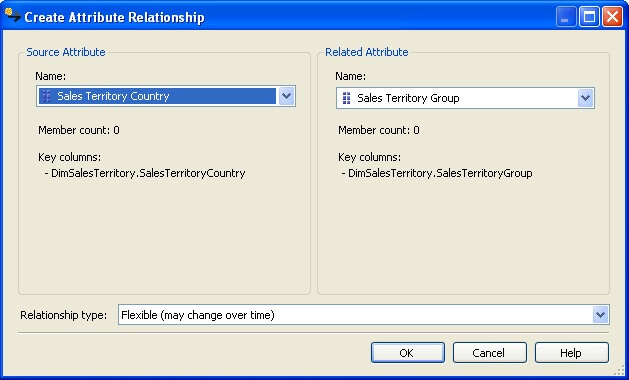 Create Attribute Relationship
Source Attribute
Name:
Sales Territory Country
Member count: 0
Key columns:
- DimSalesTerritory.SalesTerritoryCountry
Related Attribute
Name:
Sales Territory Group
Member count: 0
Key columns:
- DimSalesTerritory.SalesTerritoryGroup
Relationship type: Flexible (may change over time)
OK Cancel Help